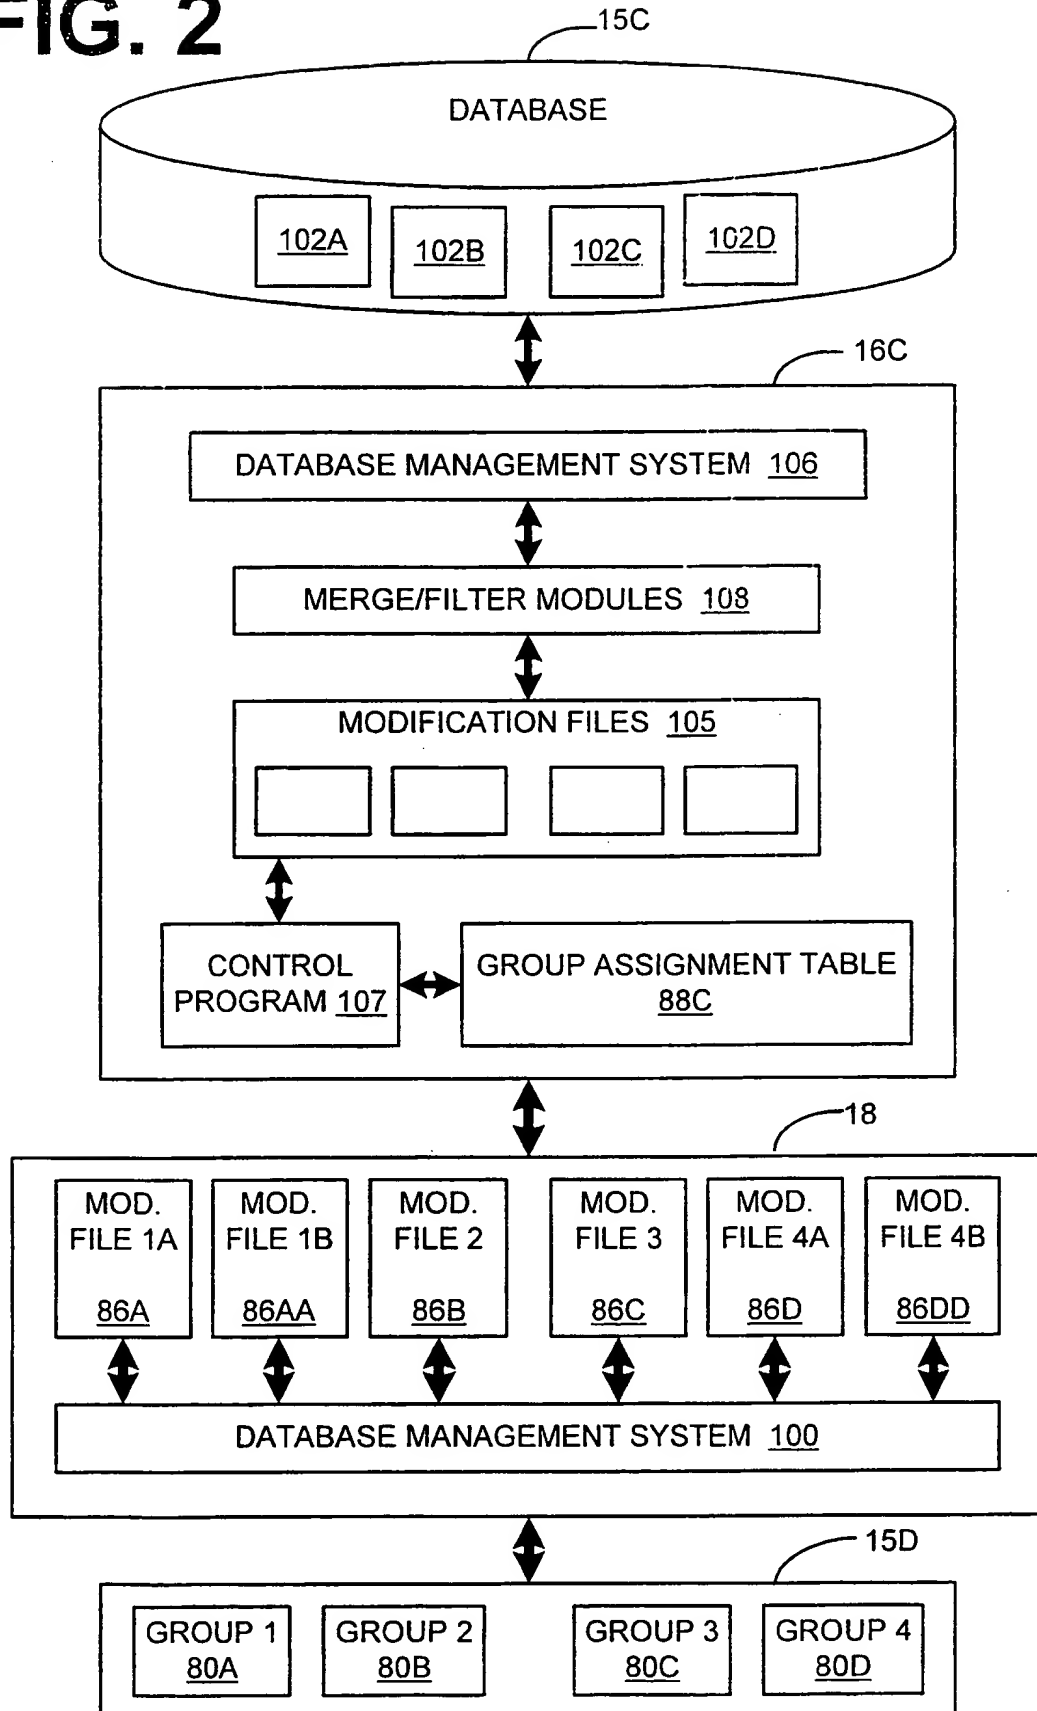 FIG. 2
15C
DATABASE
102A
102B
102C
102D
16C
DATABASE MANAGEMENT SYSTEM 106
MERGE/FILTER MODULES 108
MODIFICATION FILES 105
CONTROL
PROGRAM 107
GROUP ASSIGNMENT TABLE
88C
18
MOD.
FILE 1A
86A
MOD.
FILE 1B
86AA
MOD.
FILE 2
86B
MOD.
FILE 3
86C
MOD.
FILE 4A
86D
MOD.
FILE 4B
86DD
DATABASE MANAGEMENT SYSTEM 100
15D
GROUP 1
80A
GROUP 2
80B
GROUP 3
80C
GROUP 4
80D